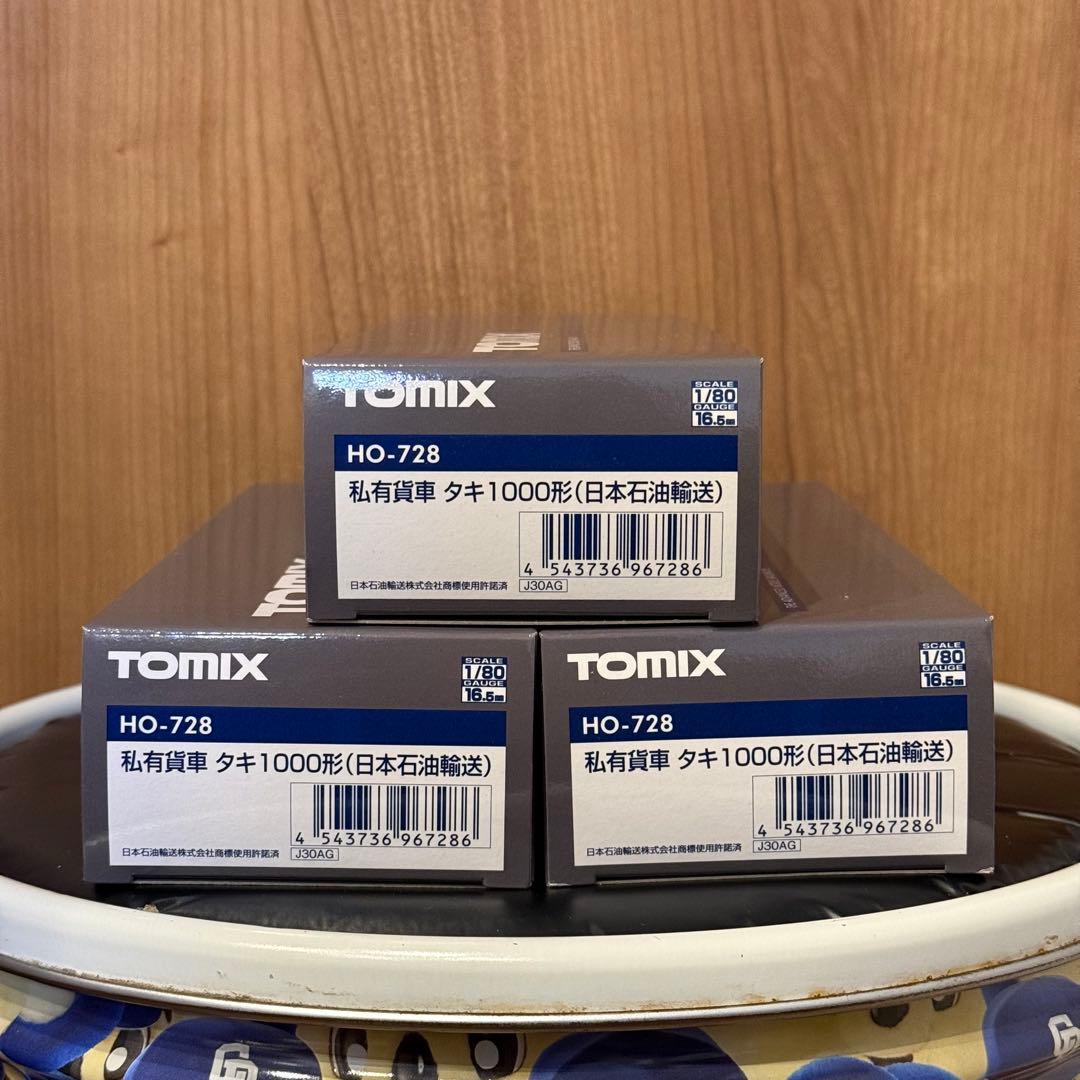 TOMIX
TOMIX
SCALE
1/80
GAUGE
16.5mm
HO-728
私有貨車 タキ1000形(日本石油輸送)
4 543736 967286
日本石油輸送株式会社商標使用許諾済
J30AG
TOMIX
TOMIX
SCALE
1/80
GAUGE
16.5mm
HO-728
私有貨車 タキ1000形(日本石油輸送)
4 543736 967286
日本石油輸送株式会社商標使用許諾済
J30AG
TOMIX
SCALE
1/80
GAUGE
16.5mm
HO-728
私有貨車 タキ1000形(日本石油輸送)
4 543736 967286
日本石油輸送株式会社商標使用許諾済
J30AG